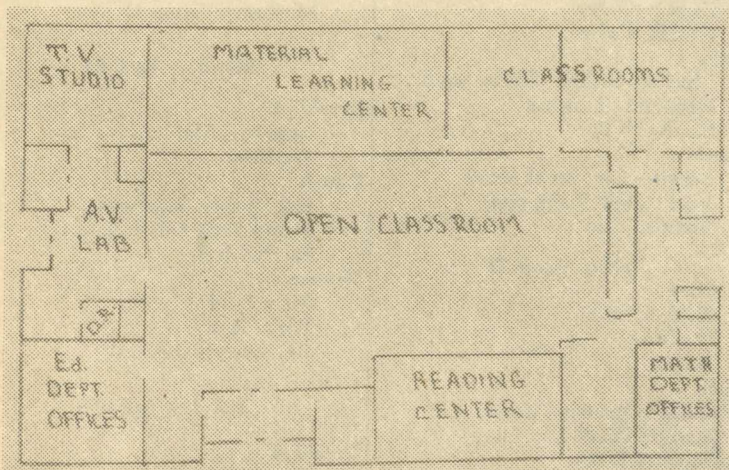 T.V.
STUDIO
MATERIAL
LEARNING
CENTER
CLASSROOMS
A.V.
LAB
OPEN CLASSROOM
D.R.
Ed.
DEPT.
OFFICES
READING
CENTER
MATH
DEPT.
OFFICES